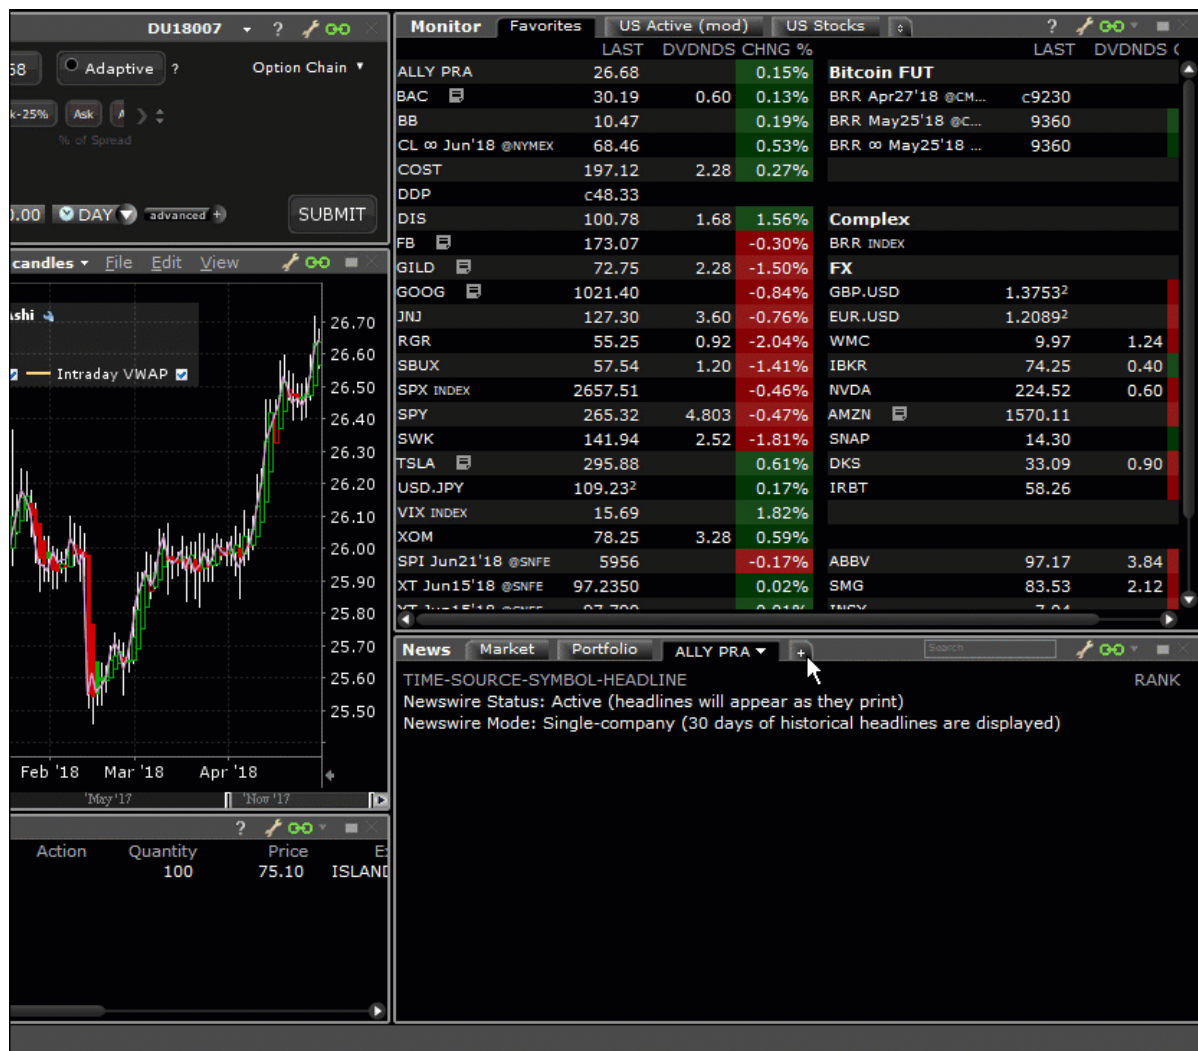 DU18007 ?
58 Adaptive ? Option Chain
k-25% Ask
% of Spread
0.00 DAY advanced + SUBMIT
candles File Edit View
Ashi
Intraday VWAP
26.70
26.60
26.50
26.40
26.30
26.20
26.10
26.00
25.90
25.80
25.70
25.60
25.50
Feb '18 Mar '18 Apr '18
'May '17 'Nov '17
?
Action Quantity Price
100 75.10 ISLAND
Monitor Favorites US Active (mod) US Stocks ?
LAST DVDNDS CHNG %
ALLY PRA 26.68 0.15%
BAC 30.19 0.60 0.13%
BB 10.47 0.19%
CL ∞ Jun'18 @NYMEX 68.46 0.53%
COST 197.12 2.28 0.27%
DDP c48.33
DIS 100.78 1.68 1.56%
FB 173.07 -0.30%
GILD 72.75 2.28 -1.50%
GOOG 1021.40 -0.84%
JNJ 127.30 3.60 -0.76%
RGR 55.25 0.92 -2.04%
SBUX 57.54 1.20 -1.41%
SPX INDEX 2657.51 -0.46%
SPY 265.32 4.803 -0.47%
SWK 141.94 2.52 -1.81%
TSLA 295.88 0.61%
USD.JPY 109.23²  0.17%
VIX INDEX 15.69 1.82%
XOM 78.25 3.28 0.59%
SPI Jun21'18 @SNFE 5956 -0.17%
XT Jun15'18 @SNFE 97.2350 0.02%
LAST DVDNDS
Bitcoin FUT
BRR Apr27'18 @CM... c9230
BRR May25'18 @C... 9360
BRR ∞ May25'18 ... 9360
Complex
BRR INDEX
FX
GBP.USD 1.3753²
EUR.USD 1.2089²
WMC 9.97 1.24
IBKR 74.25 0.40
NVDA 224.52 0.60
AMZN 1570.11
SNAP 14.30
DKS 33.09 0.90
IRBT 58.26
ABBV 97.17 3.84
SMG 83.53 2.12
News Market Portfolio ALLY PRA + Search
TIME-SOURCE-SYMBOL-HEADLINE RANK
Newswire Status: Active (headlines will appear as they print)
Newswire Mode: Single-company (30 days of historical headlines are displayed)